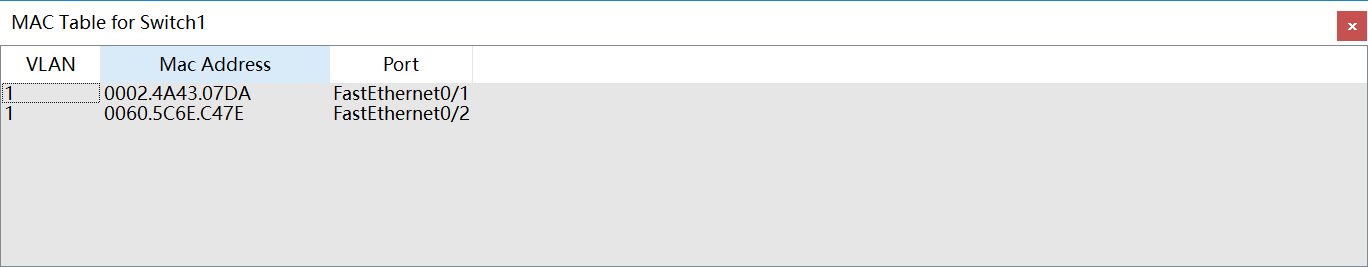 MAC Table for Switch1
×
VLAN Mac Address Port
1 0002.4A43.07DA FastEthernet0/1
1 0060.5C6E.C47E FastEthernet0/2